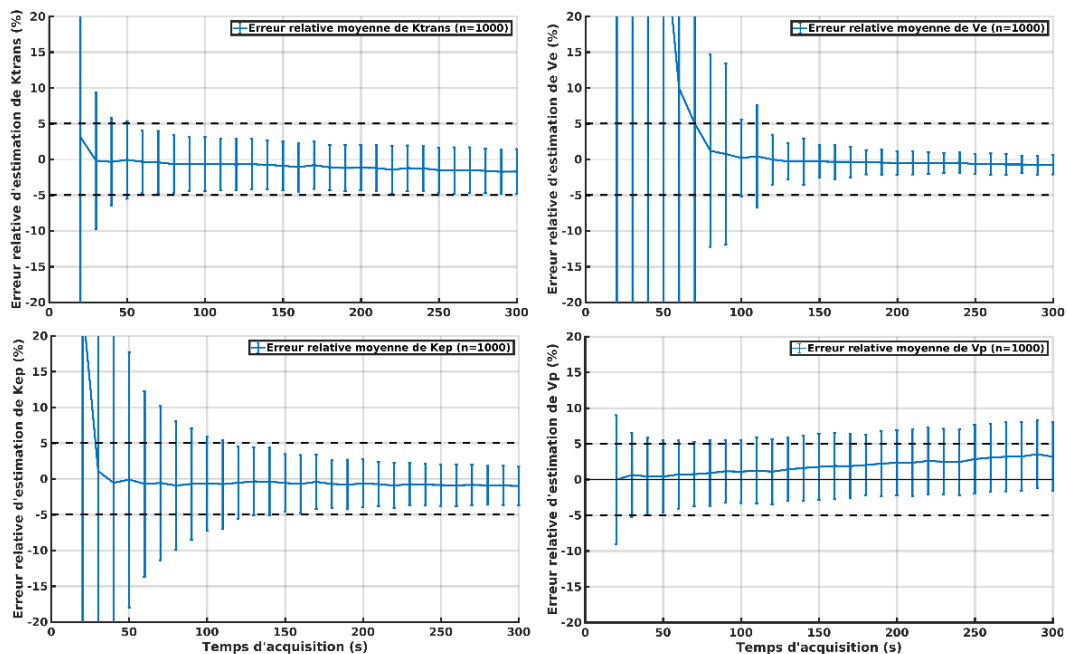 Erreur relative d'estimation de Ktrans (%)
Erreur relative moyenne de Ktrans (n=1000)
20
15
10
5
0
-5
-10
-15
-20
0 50 100 150 200 250 300
Erreur relative d'estimation de Ve (%)
Erreur relative moyenne de Ve (n=1000)
20
15
10
5
0
-5
-10
-15
-20
0 50 100 150 200 250 300
Erreur relative d'estimation de Kep (%)
Erreur relative moyenne de Kep (n=1000)
20
15
10
5
0
-5
-10
-15
-20
0 50 100 150 200 250 300
Temps d'acquisition (s)
Erreur relative d'estimation de Vp (%)
Erreur relative moyenne de Vp (n=1000)
20
15
10
5
0
-5
-10
-15
-20
0 50 100 150 200 250 300
Temps d'acquisition (s)